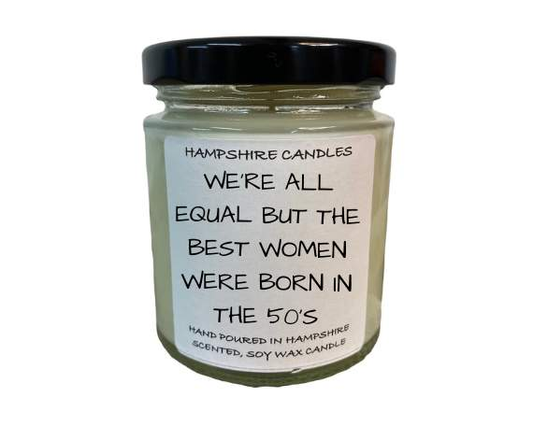 HAMPSHIRE CANDLES
WE'RE ALL
EQUAL BUT THE
BEST WOMEN
WERE BORN IN
THE 50'S
HAND POURED IN HAMPSHIRE
SCENTED, SOY WAX CANDLE